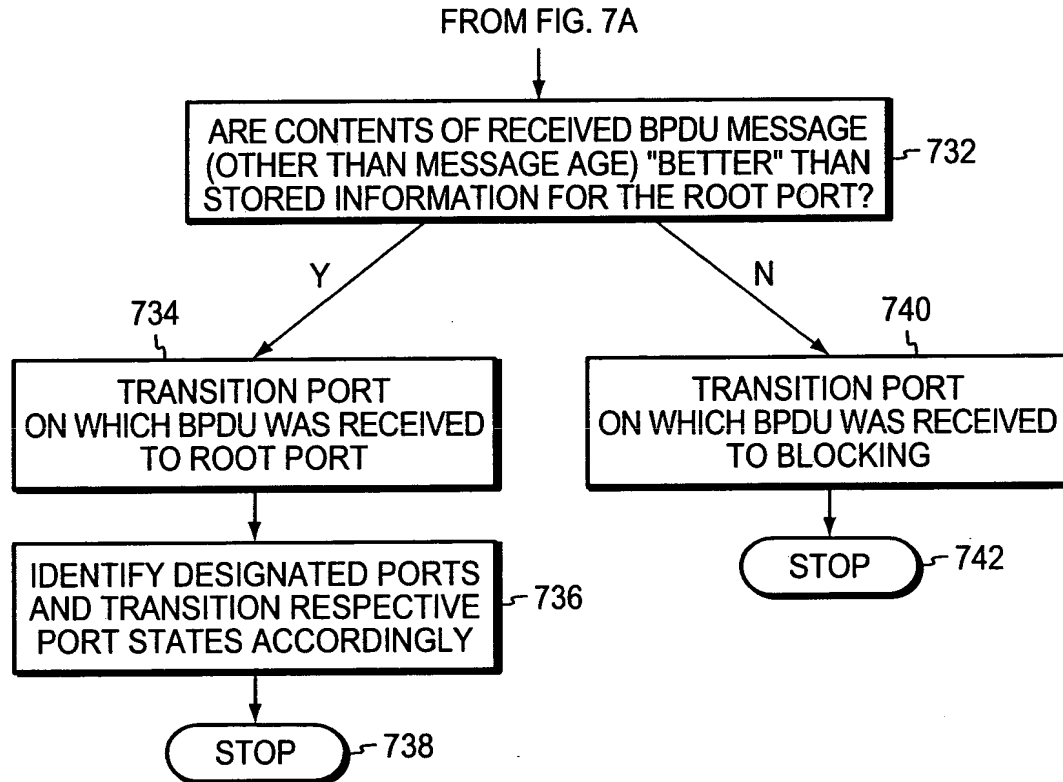 FROM FIG. 7A
ARE CONTENTS OF RECEIVED BPDU MESSAGE
(OTHER THAN MESSAGE AGE) "BETTER" THAN
STORED INFORMATION FOR THE ROOT PORT?
732
Y
N
734
TRANSITION PORT
ON WHICH BPDU WAS RECEIVED
TO ROOT PORT
740
TRANSITION PORT
ON WHICH BPDU WAS RECEIVED
TO BLOCKING
IDENTIFY DESIGNATED PORTS
AND TRANSITION RESPECTIVE
PORT STATES ACCORDINGLY
736
STOP
742
STOP
738